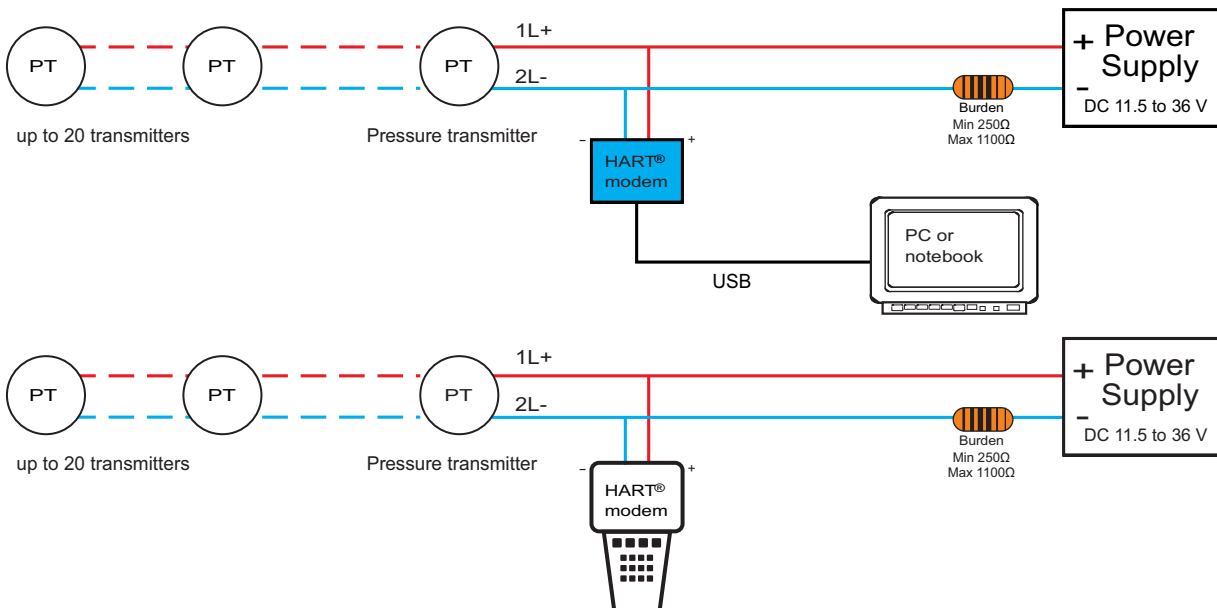 1L+
+ Power
Supply
PT
PT
PT
2L-
-
DC 11.5 to 36 V
Burden
Min 250Ω
Max 1100Ω
up to 20 transmitters
Pressure transmitter
–
+
HART®
modem
PC or
notebook
USB
1L+
+ Power
Supply
PT
PT
PT
2L-
-
DC 11.5 to 36 V
Burden
Min 250Ω
Max 1100Ω
up to 20 transmitters
Pressure transmitter
–
+
HART®
modem